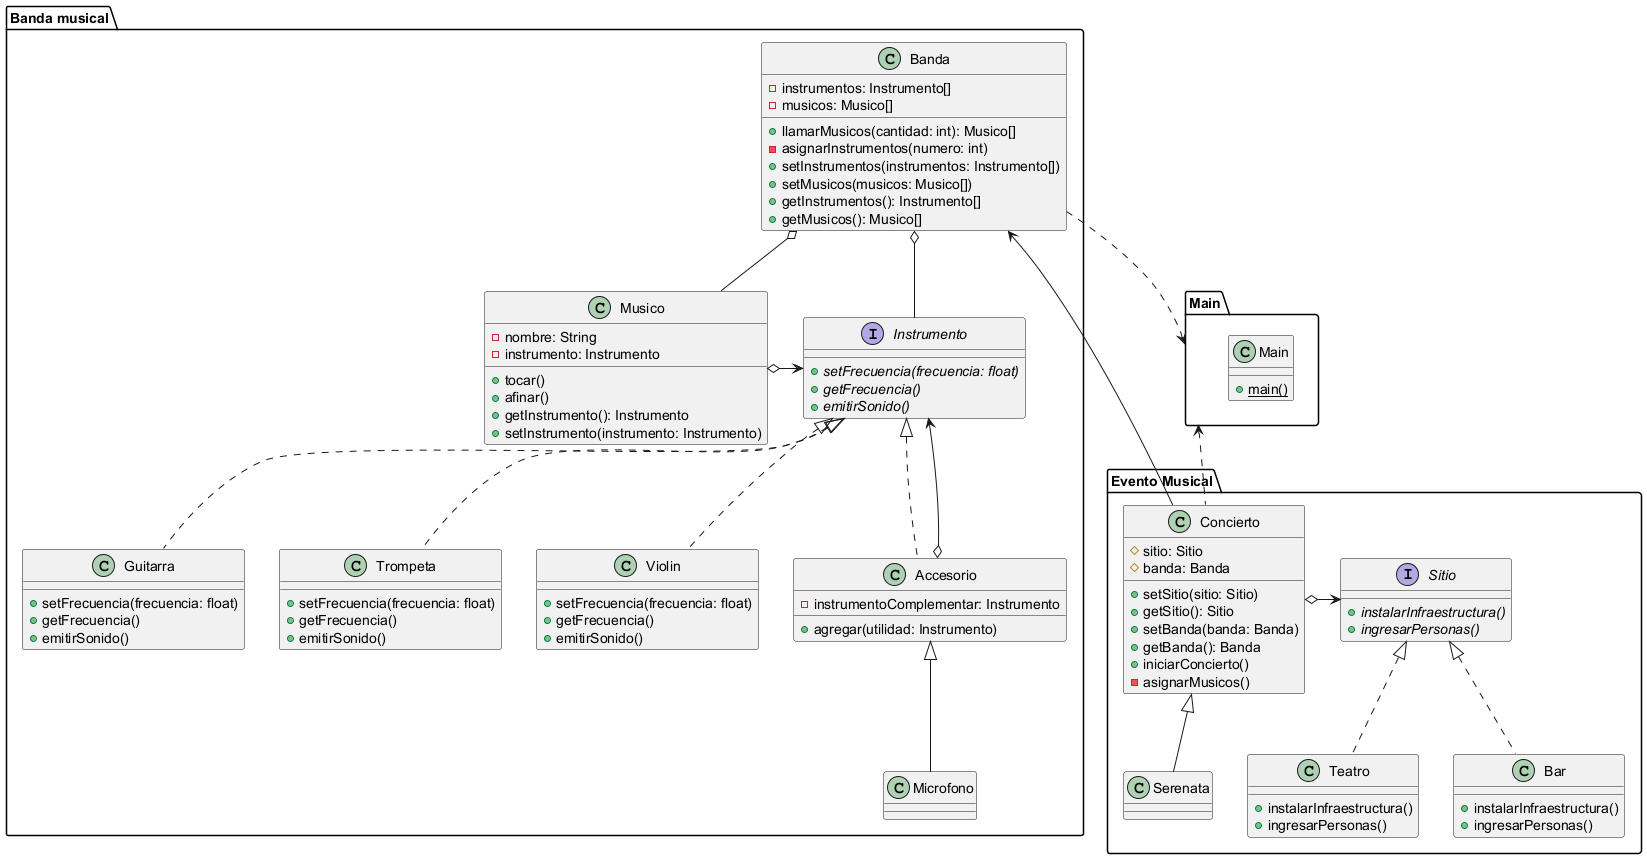 Banda musical
C Banda
instrumentos: Instrumento[]
musicos: Musico[]
llamarMusicos(cantidad: int): Musico[]
asignarInstrumentos(numero: int)
setInstrumentos(instrumentos: Instrumento[])
setMusicos(musicos: Musico[])
getInstrumentos(): Instrumento[]
getMusicos(): Musico[]
C Musico
nombre: String
instrumento: Instrumento
tocar()
afinar()
getInstrumento(): Instrumento
setInstrumento(instrumento: Instrumento)
I Instrumento
setFrecuencia(frecuencia: float)
getFrecuencia()
emitirSonido()
C Guitarra
setFrecuencia(frecuencia: float)
getFrecuencia()
emitirSonido()
C Trompeta
setFrecuencia(frecuencia: float)
getFrecuencia()
emitirSonido()
C Violin
setFrecuencia(frecuencia: float)
getFrecuencia()
emitirSonido()
C Accesorio
instrumentoComplementar: Instrumento
agregar(utilidad: Instrumento)
C Microfono
Main
C Main
main()
Evento Musical
C Concierto
sitio: Sitio
banda: Banda
setSitio(sitio: Sitio)
getSitio(): Sitio
setBanda(banda: Banda)
getBanda(): Banda
iniciarConcierto()
asignarMusicos()
I Sitio
instalarInfraestructura()
ingresarPersonas()
C Serenata
C Teatro
instalarInfraestructura()
ingresarPersonas()
C Bar
instalarInfraestructura()
ingresarPersonas()